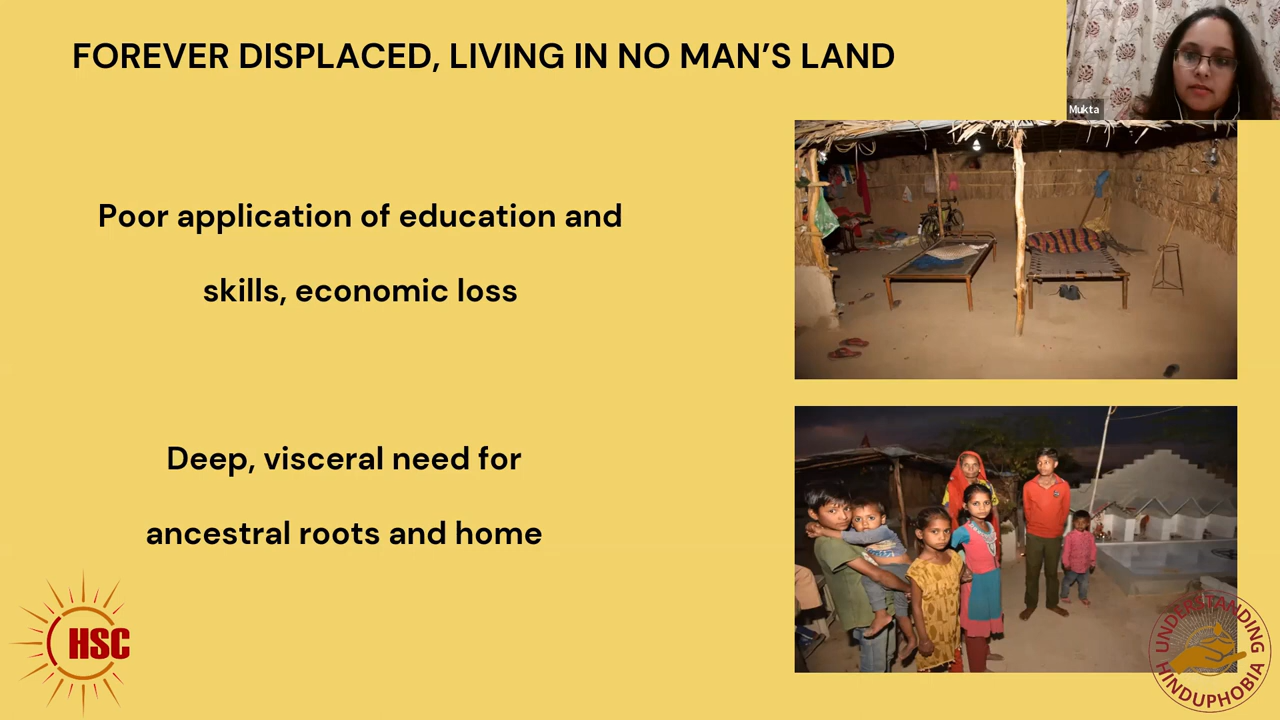 FOREVER DISPLACED, LIVING IN NO MAN’S LAND
Mukta
Poor application of education and
skills, economic loss
Deep, visceral need for
ancestral roots and home
HSC
UNDERSTANDING
HINDUPHOBIA